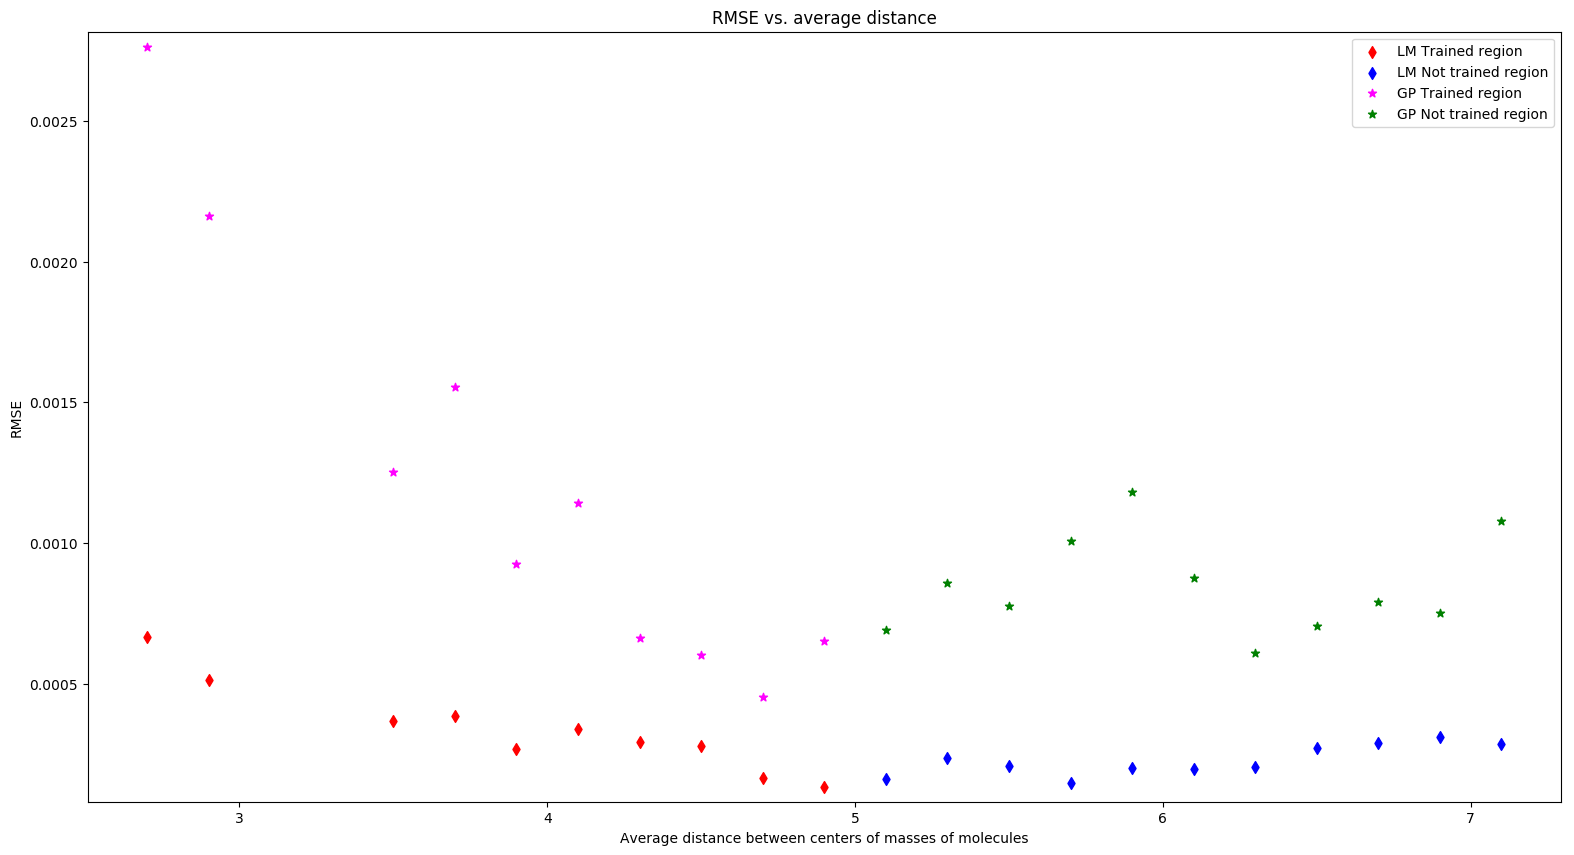 RMSE vs. average distance
LM Trained region
LM Not trained region
GP Trained region
GP Not trained region
0.0025
0.0020
0.0015
0.0010
0.0005
RMSE
3 4 5 6 7
Average distance between centers of masses of molecules